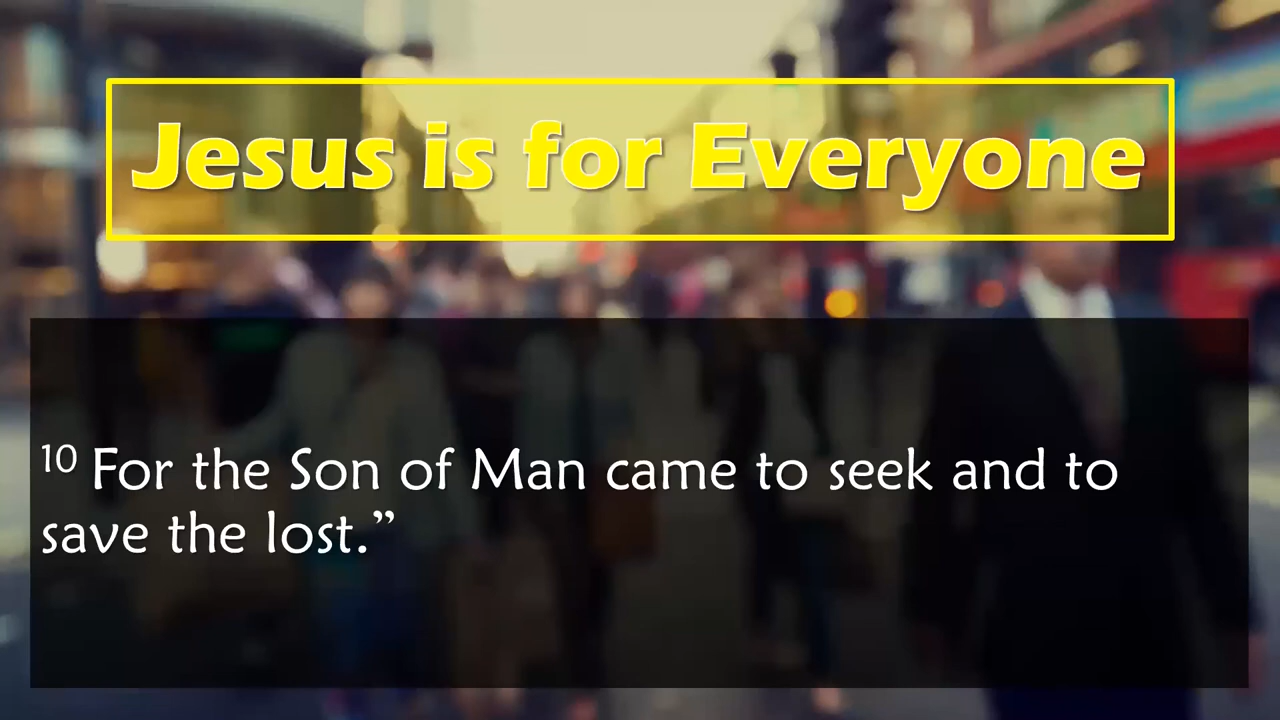 Jesus is for Everyone
10 For the Son of Man came to seek and to
save the lost.”